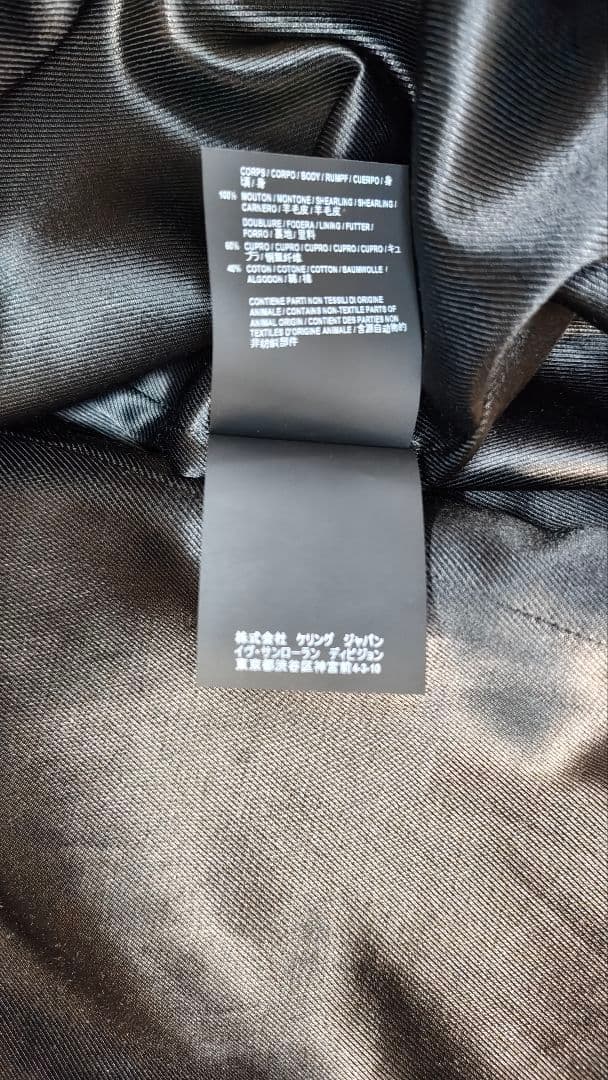 CORPS / CORPO / BODY / RUMPF / CUERPO / 身
頃 / 身
100% MOUTON / MONTONE / SHEARLING / SHEARLING /
CARNERO / 羊毛皮 / 羊毛皮
DOUBLURE / FODERA / LINING / FUTTER /
FORRO / 裏地 / 里料
60% CUPRO / CUPRO / CUPRO / CUPRO / CUPRO / キュ
プラ / 铜氨纤维
40% COTON / COTONE / COTTON / BAUMWOLLE /
ALGODON / 綿 / 棉
CONTIENE PARTI NON TESSILI DI ORIGINE
ANIMALE / CONTAINS NON-TEXTILE PARTS OF
ANIMAL ORIGIN / CONTIENT DES PARTIES NON
TEXTILES D'ORIGINE ANIMALE / 含源自动物的
非纺织部件
株式会社 ケリング ジャパン
イヴ・サンローラン ディビジョン
東京都渋谷区神宮前4-3-10